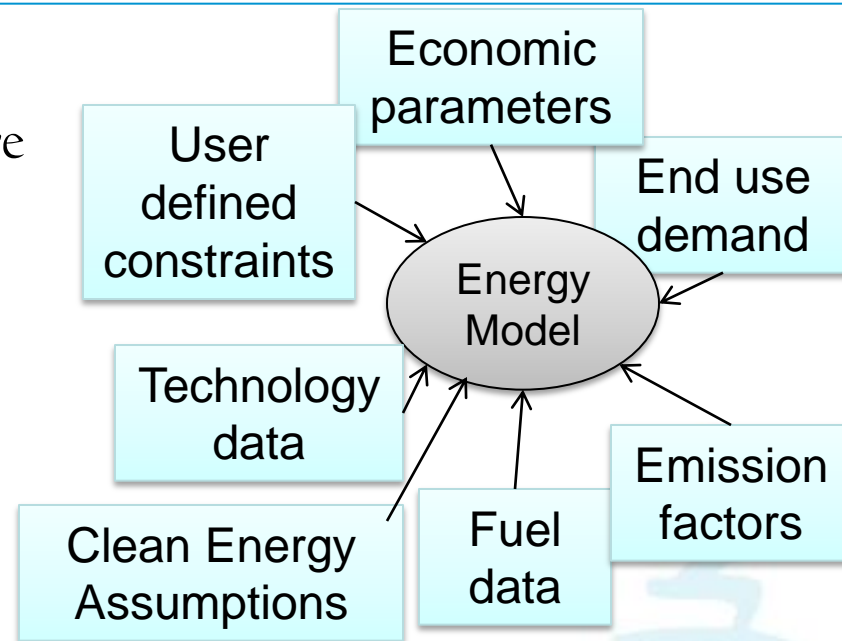 Economic
parameters
User
defined
constraints
End use
demand
Energy
Model
Technology
data
Emission
factors
Clean Energy
Assumptions
Fuel
data